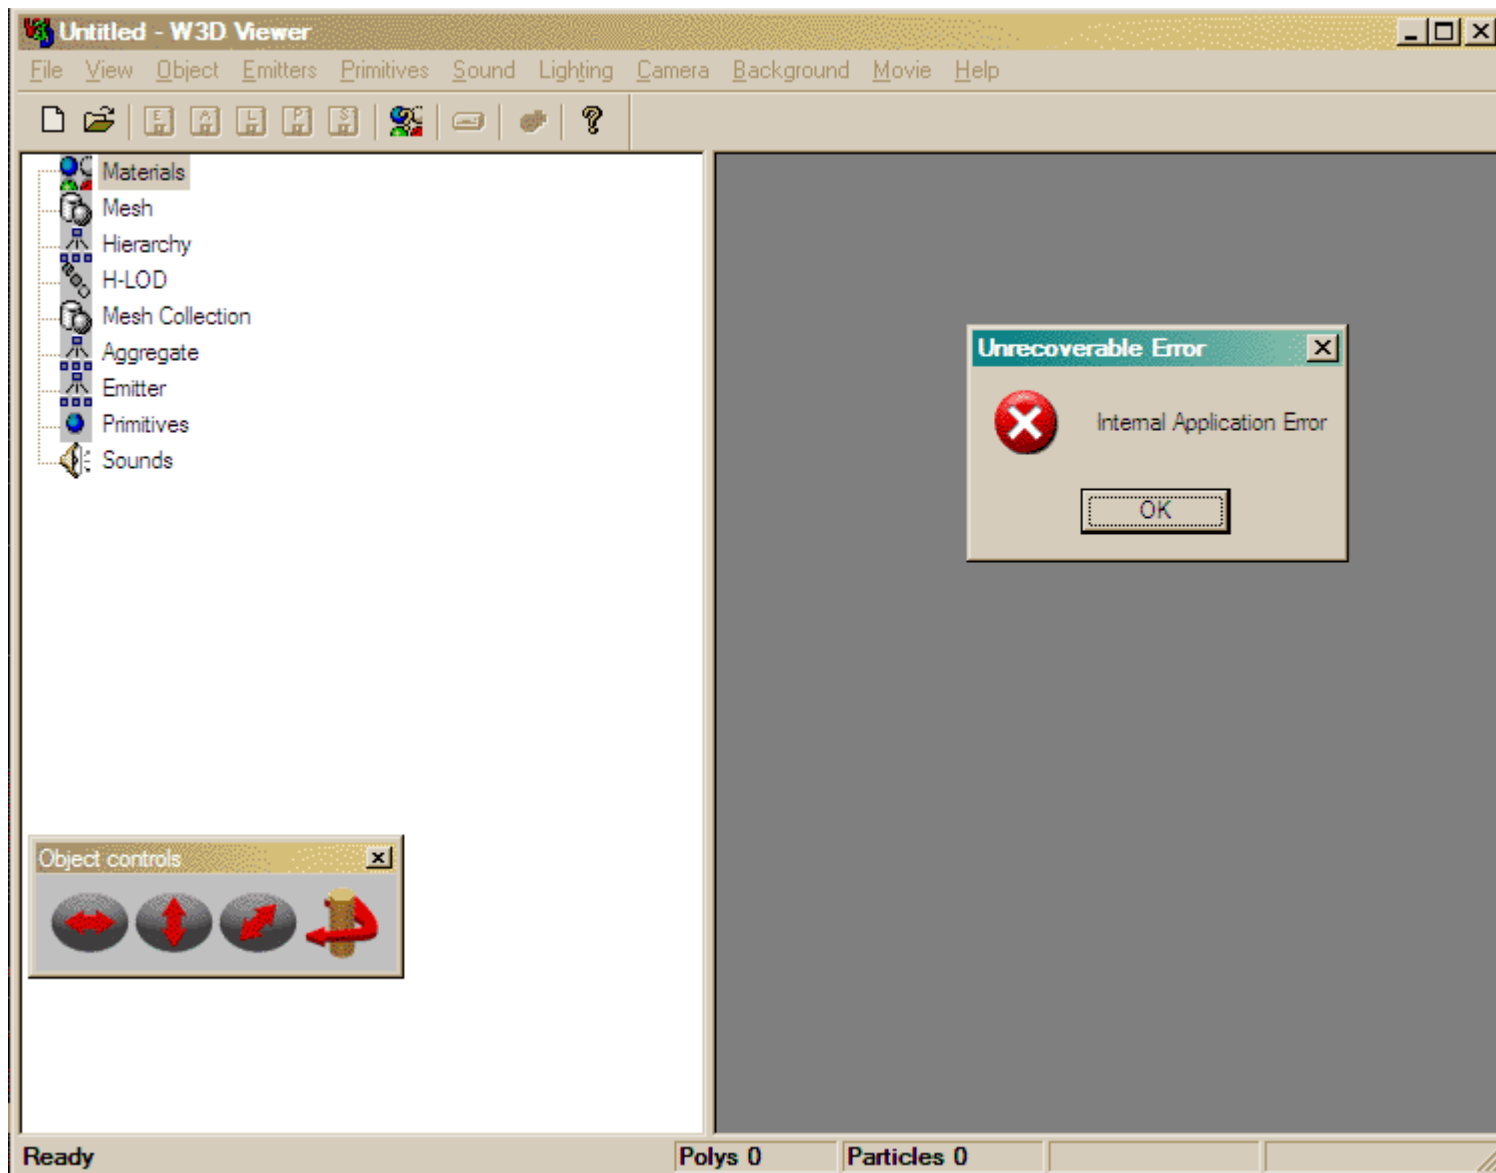 Untitled - W3D Viewer
File View Object Emitters Primitives Sound Lighting Camera Background Movie Help
E A L P S
Materials
Mesh
Hierarchy
H-LOD
Mesh Collection
Aggregate
Emitter
Primitives
Sounds
Unrecoverable Error
Internal Application Error
OK
Object controls
Ready Polys 0 Particles 0